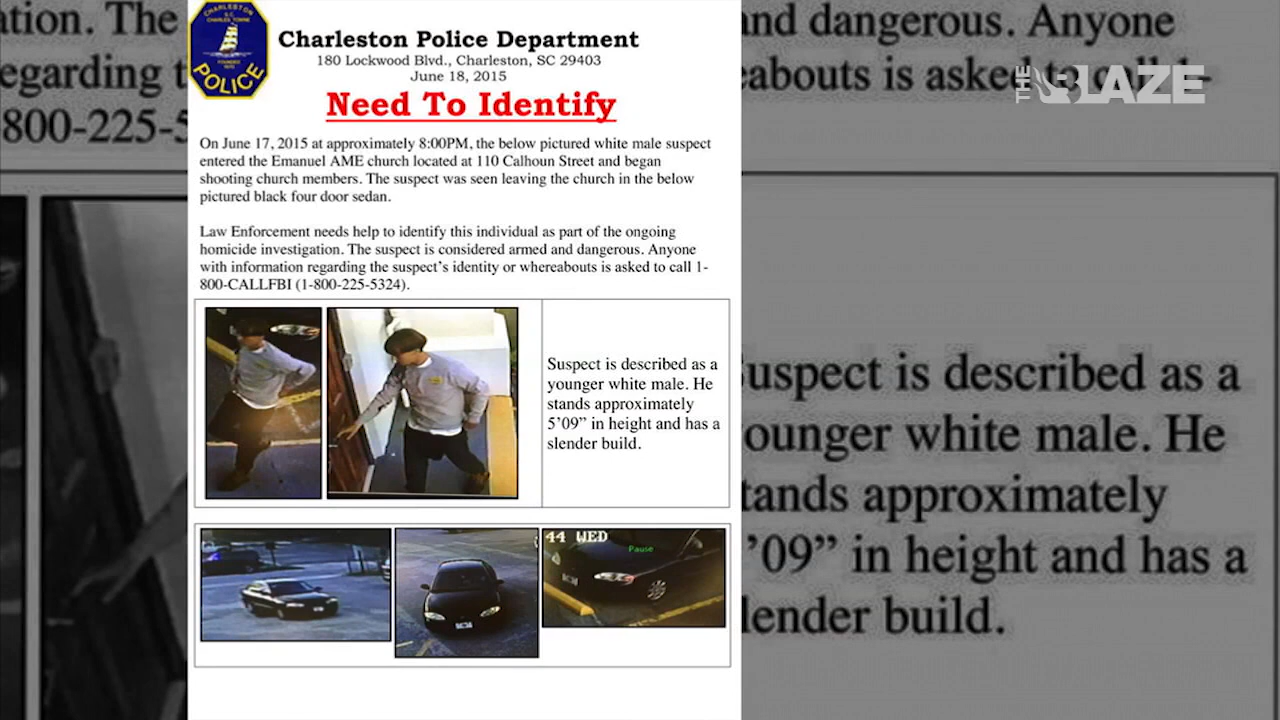 ation. The
egarding t
800-225-5
CHARLESTON
S.C.
CHARLES TOWNE
FOUNDED
1670
POLICE
Charleston Police Department
180 Lockwood Blvd., Charleston, SC 29403
June 18, 2015
Need To Identify
On June 17, 2015 at approximately 8:00PM, the below pictured white male suspect
entered the Emanuel AME church located at 110 Calhoun Street and began
shooting church members. The suspect was seen leaving the church in the below
pictured black four door sedan.
Law Enforcement needs help to identify this individual as part of the ongoing
homicide investigation. The suspect is considered armed and dangerous. Anyone
with information regarding the suspect's identity or whereabouts is asked to call 1-
800-CALLFBI (1-800-225-5324).
Suspect is described as a
younger white male. He
stands approximately
5'09” in height and has a
slender build.
44 WED
Pause
nd dangerous. Anyone
eabouts is asked to call 1-
THE BLAZE
uspect is described as a
ounger white male. He
tands approximately
'09” in height and has a
lender build.